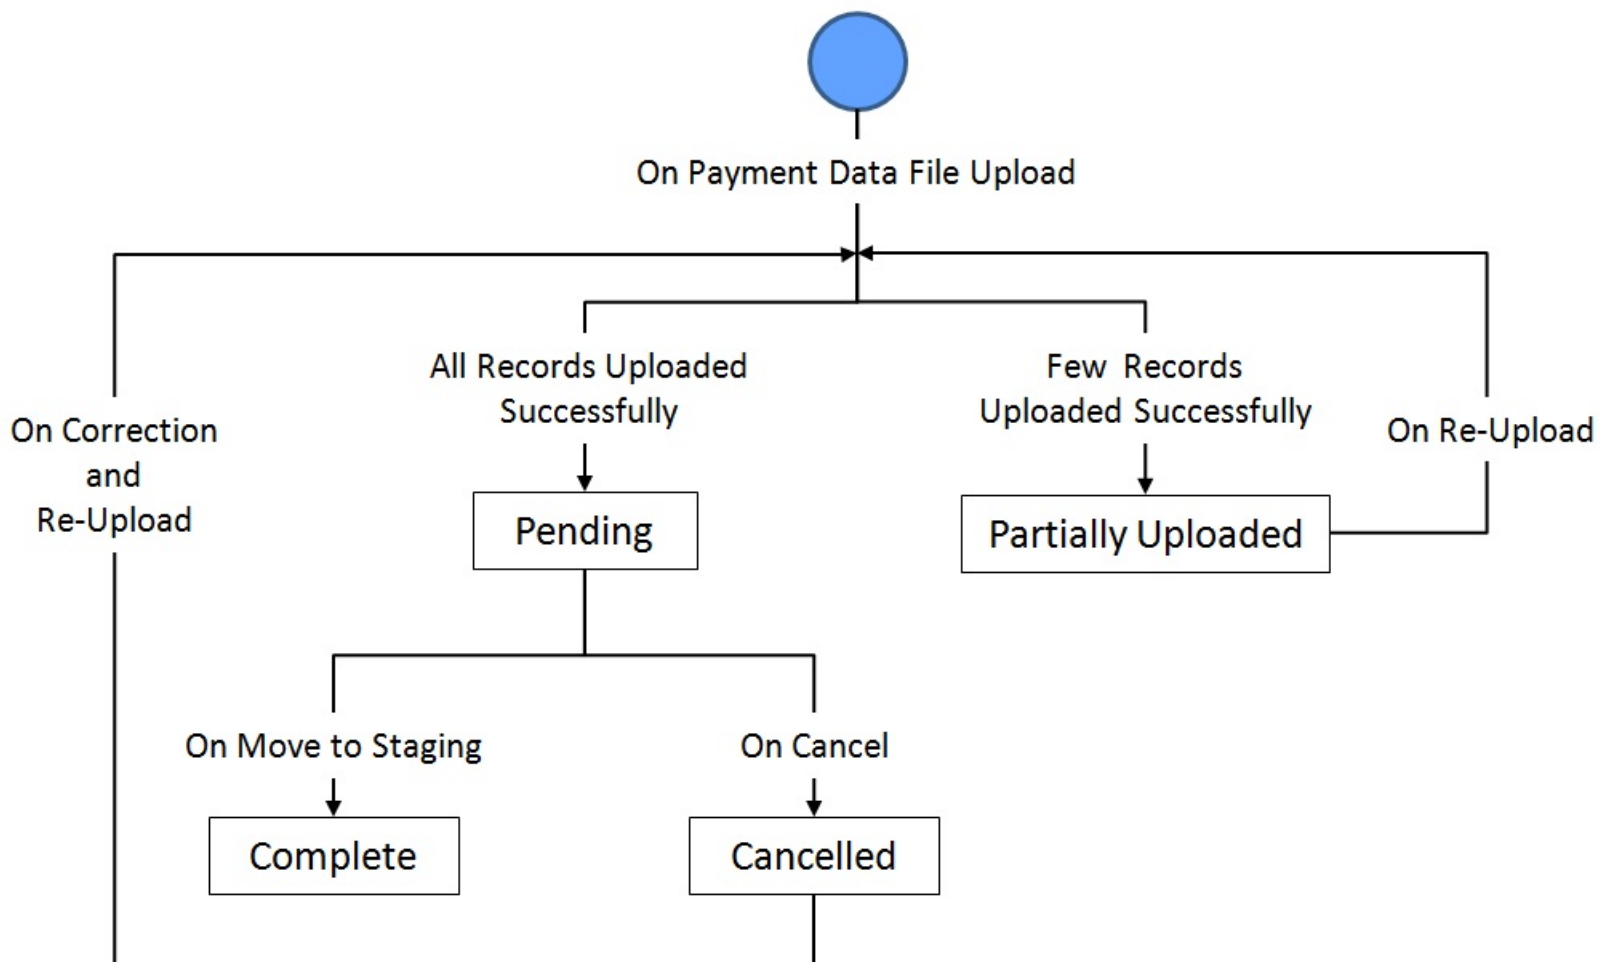 On Payment Data File Upload
All Records Uploaded
Successfully
Few Records
Uploaded Successfully
On Correction
and
Re-Upload
On Re-Upload
Pending
Partially Uploaded
On Move to Staging
On Cancel
Complete
Cancelled